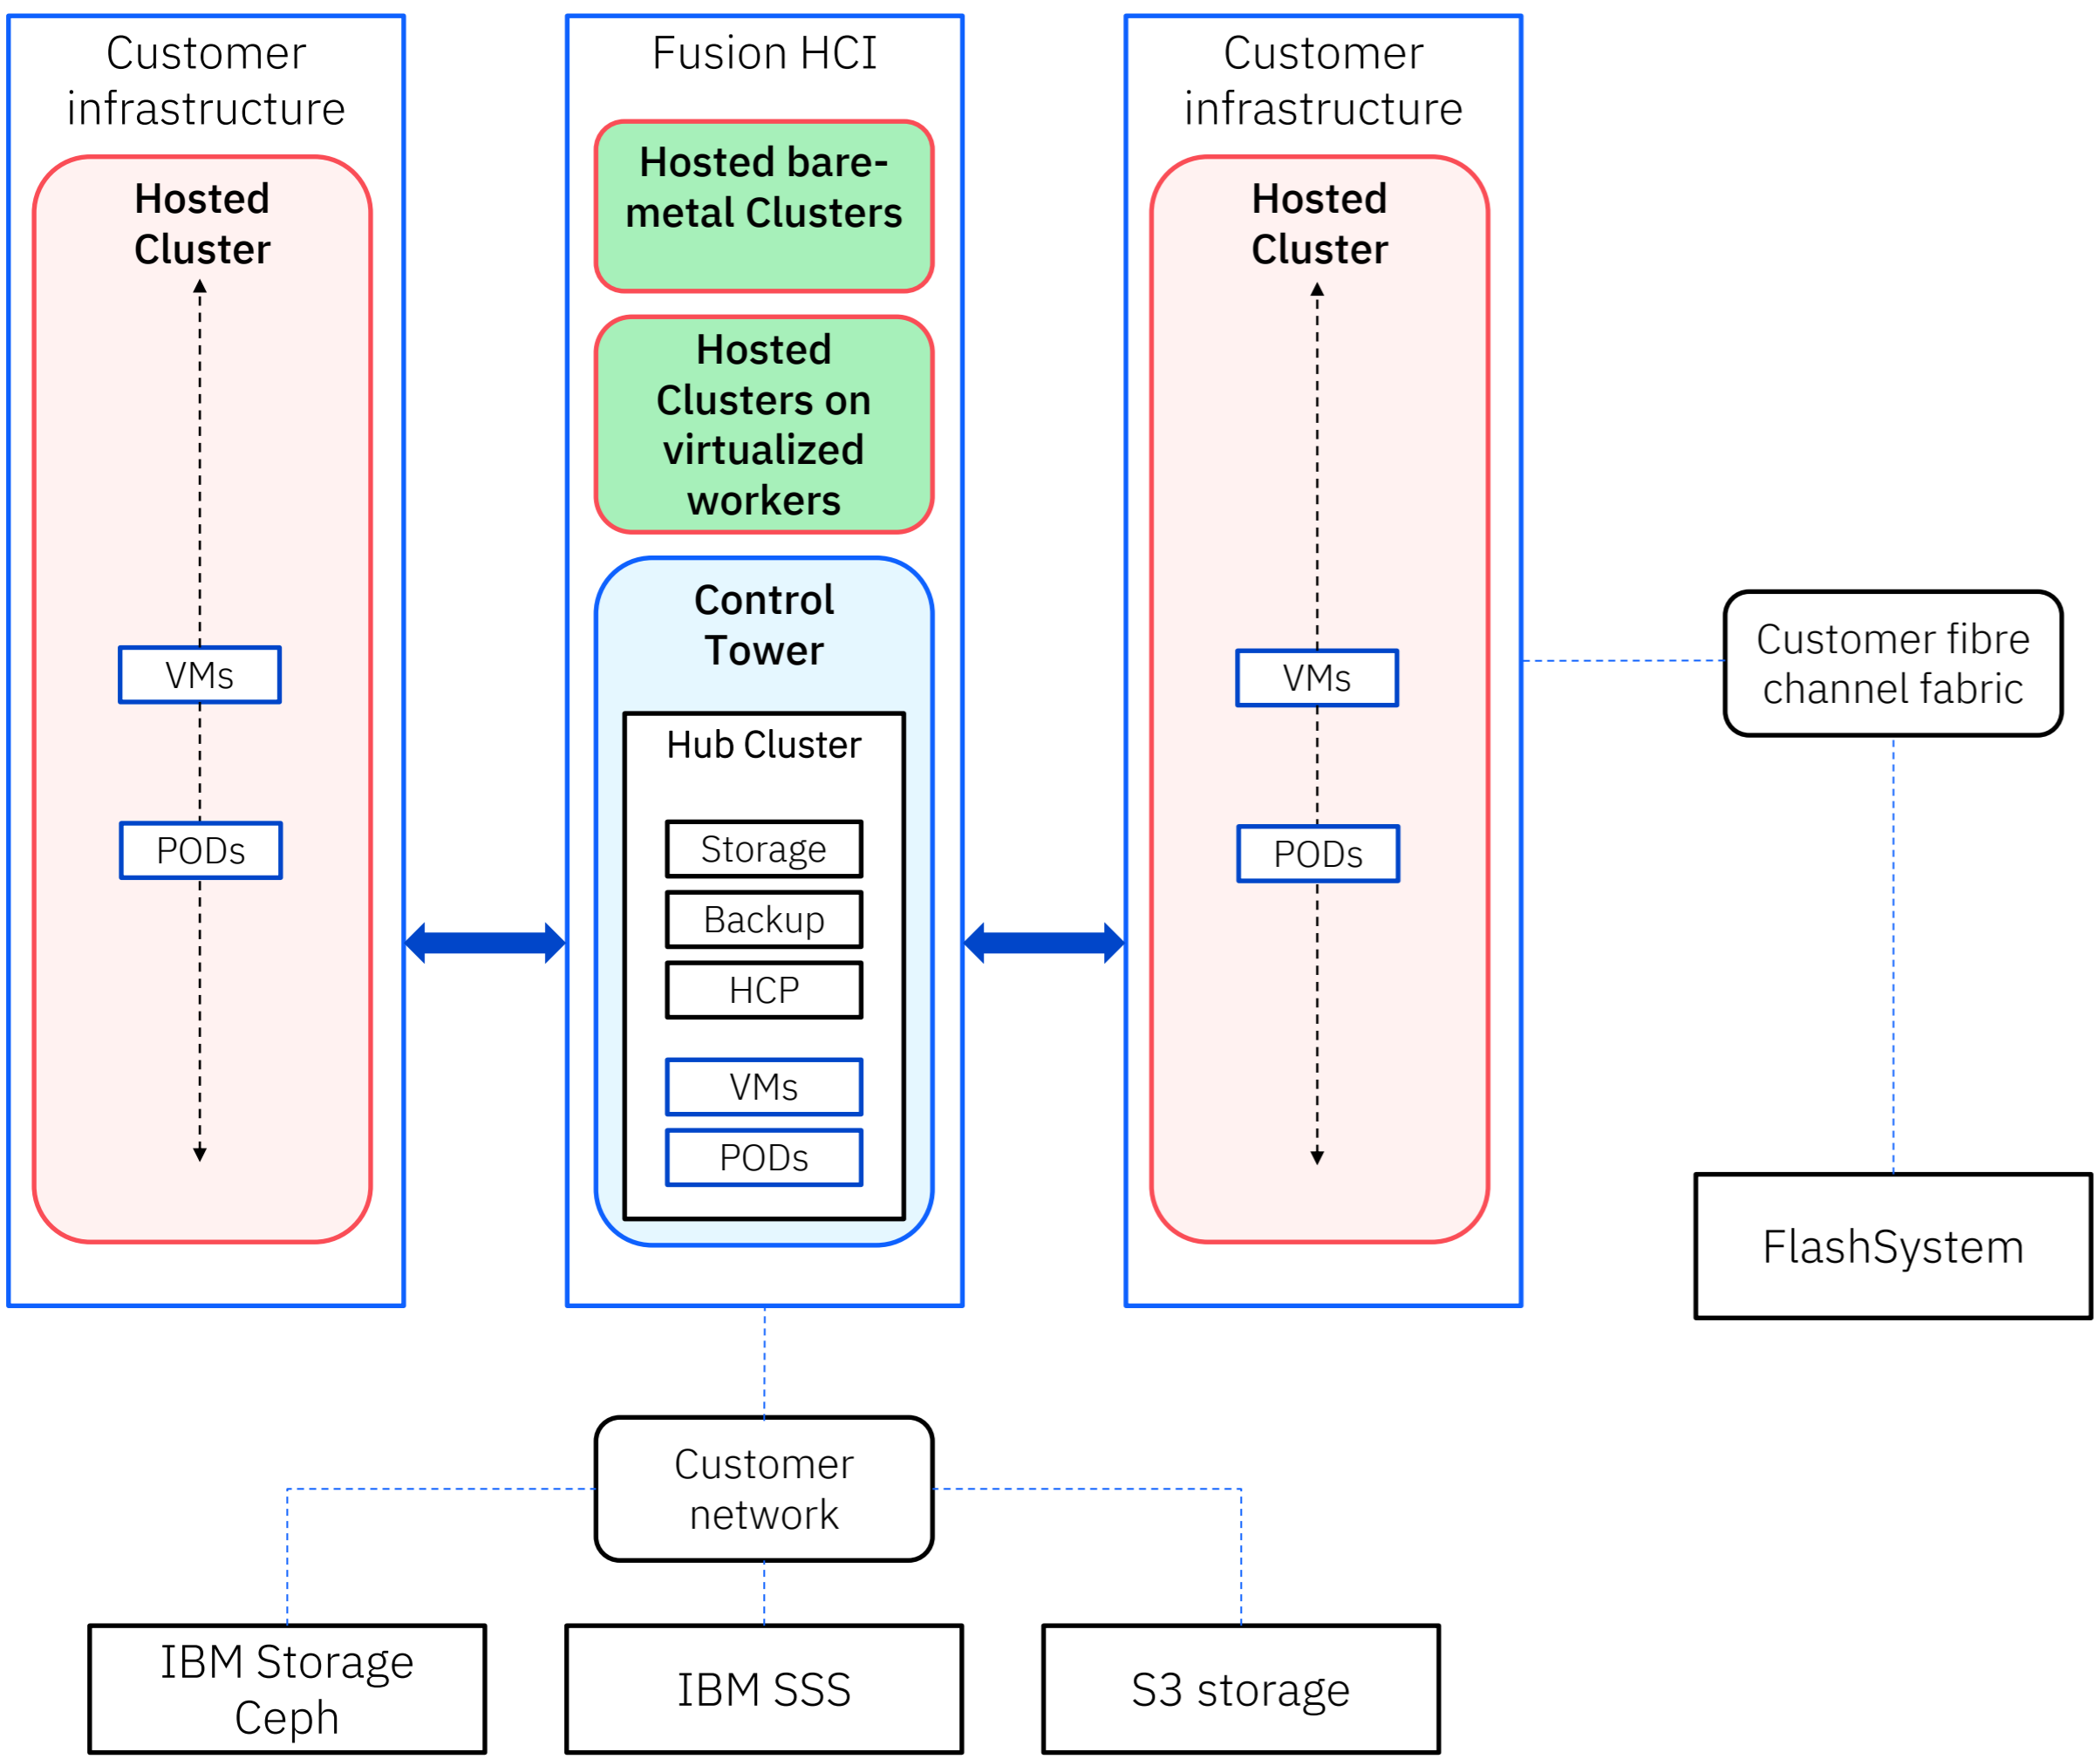 Customer
infrastructure
Hosted
Cluster
VMs
PODs
Fusion HCI
Hosted bare-
metal Clusters
Hosted
Clusters on
virtualized
workers
Control
Tower
Hub Cluster
Storage
Backup
HCP
VMs
PODs
Customer
infrastructure
Hosted
Cluster
VMs
PODs
Customer fibre
channel fabric
FlashSystem
Customer
network
IBM Storage
Ceph
IBM SSS
S3 storage